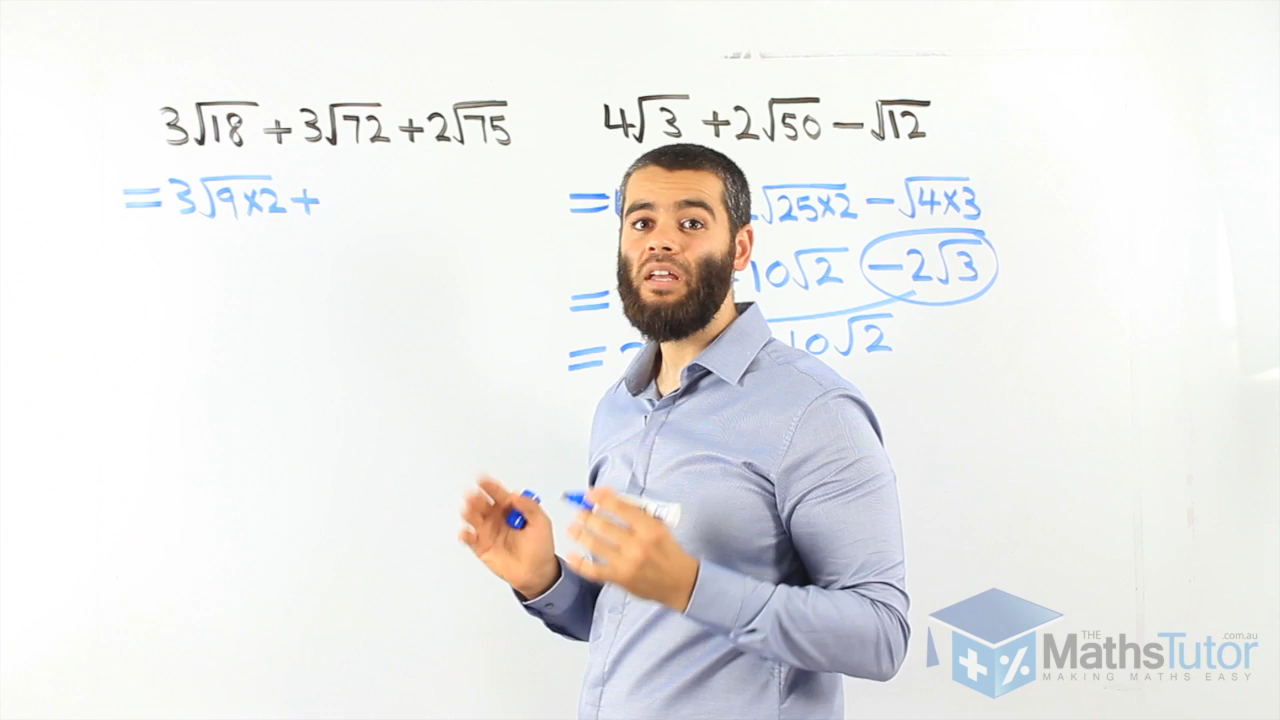 3√18 + 3√72 + 2√75
= 3√9×2 +
4√3 + 2√50 − √12
= √25×2 − √4×3
= 10√2 − 2√3
= 10√2
THE MathsTutor .com.au
MAKING MATHS EASY